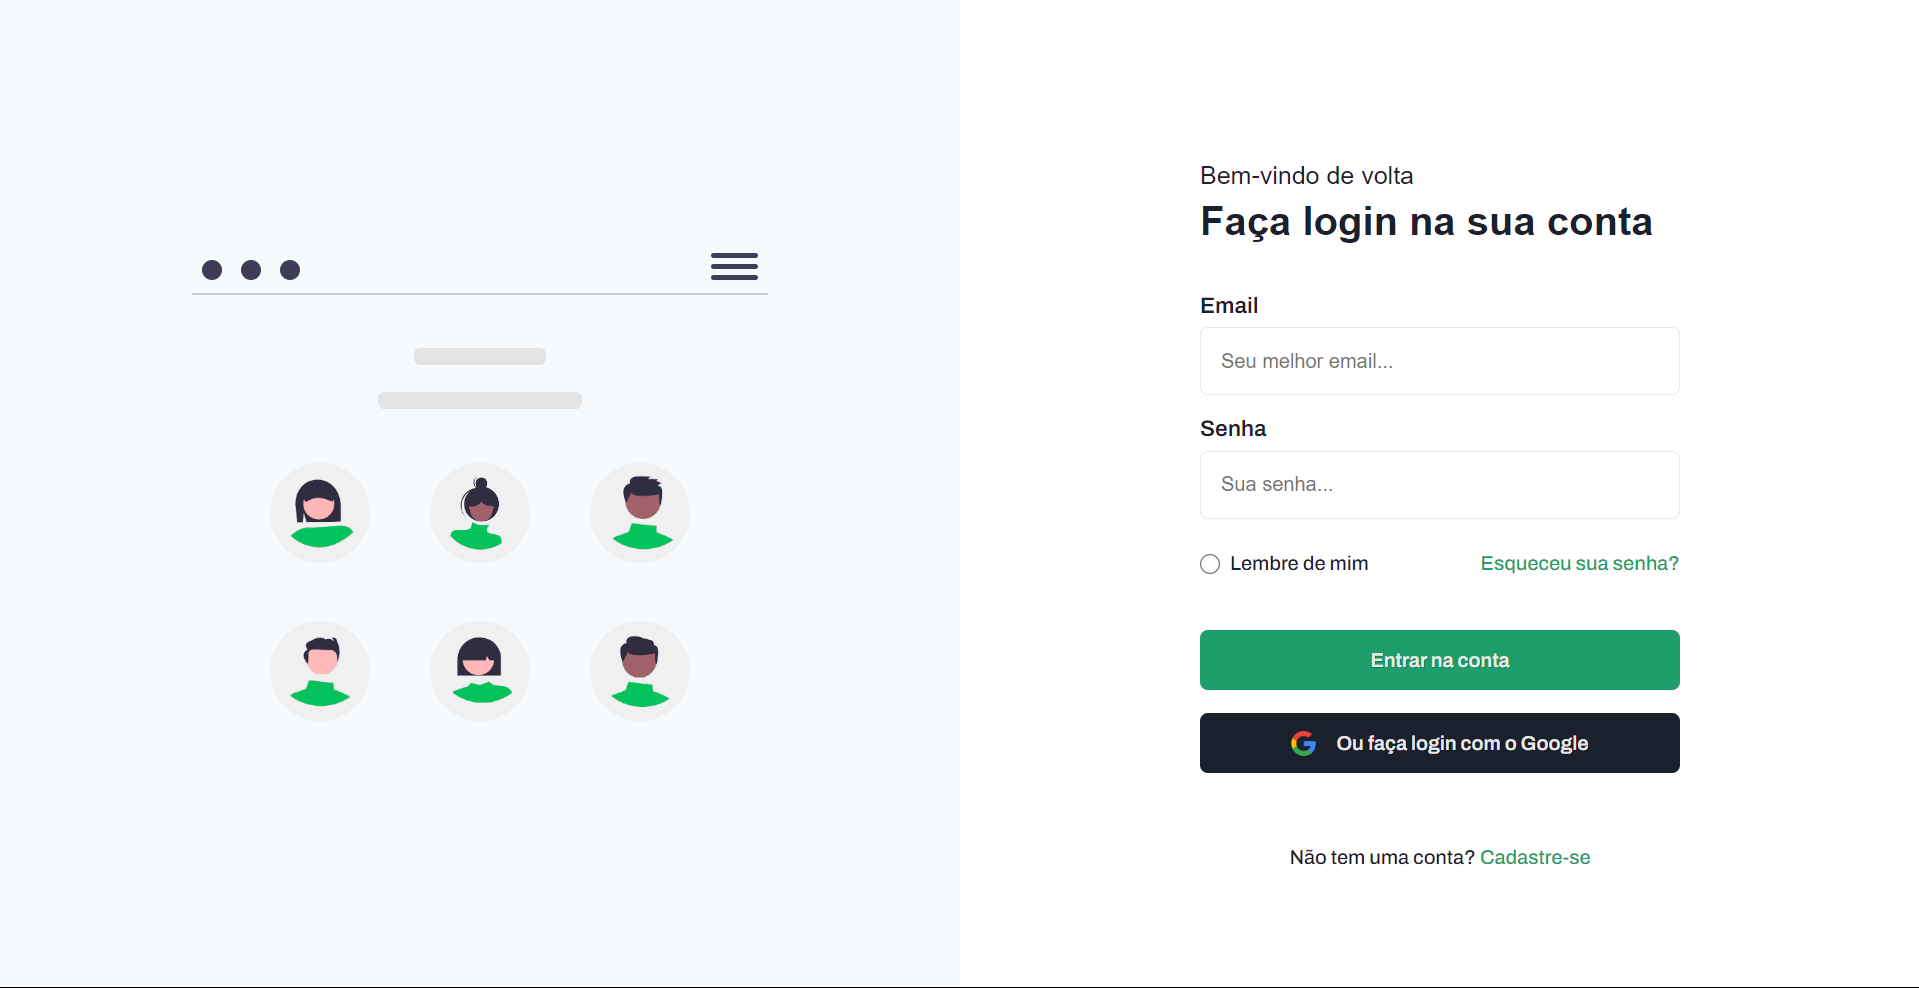 Bem-vindo de volta
Faça login na sua conta
Email
Seu melhor email...
Senha
Sua senha...
Lembre de mim
Esqueceu sua senha?
Entrar na conta
Ou faça login com o Google
Não tem uma conta? Cadastre-se